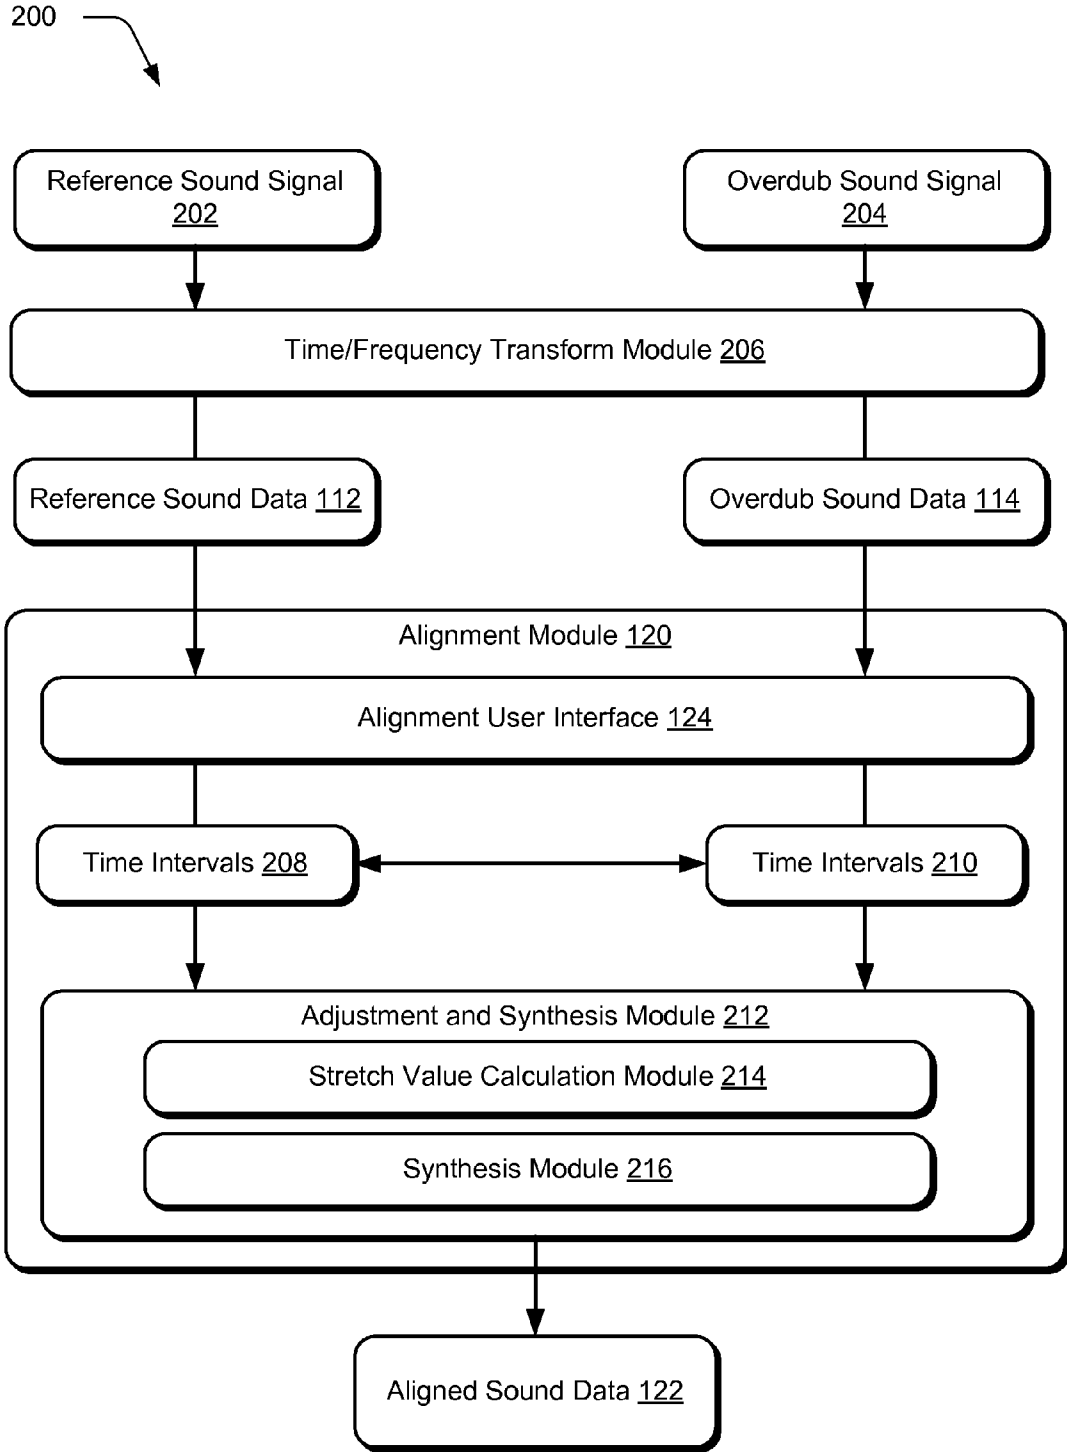 200
Reference Sound Signal
202
Overdub Sound Signal
204
Time/Frequency Transform Module 206
Reference Sound Data 112
Overdub Sound Data 114
Alignment Module 120
Alignment User Interface 124
Time Intervals 208
Time Intervals 210
Adjustment and Synthesis Module 212
Stretch Value Calculation Module 214
Synthesis Module 216
Aligned Sound Data 122